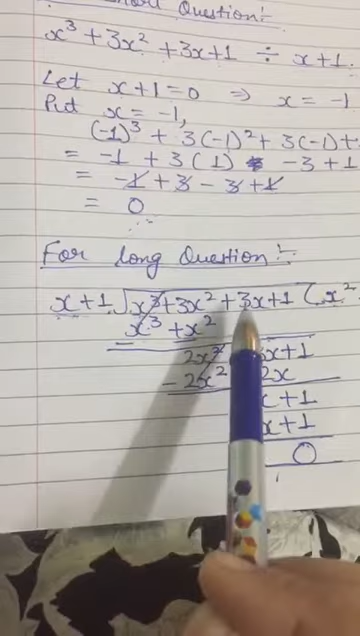 Question:-
x³ + 3x² + 3x + 1 ÷ x + 1.
Let x + 1 = 0 ⇒ x = -1
Put x = -1,
(-1)³ + 3(-1)² + 3(-1) +
= -1 + 3(1) - 3 + 1
= -1 + 3 - 3 + 1
= 0
For long Question:-
x + 1 ) x³ + 3x² + 3x + 1 ( x²
x³ + x²
2x² 3x + 1
- 2x² 2x
x + 1
x + 1
0